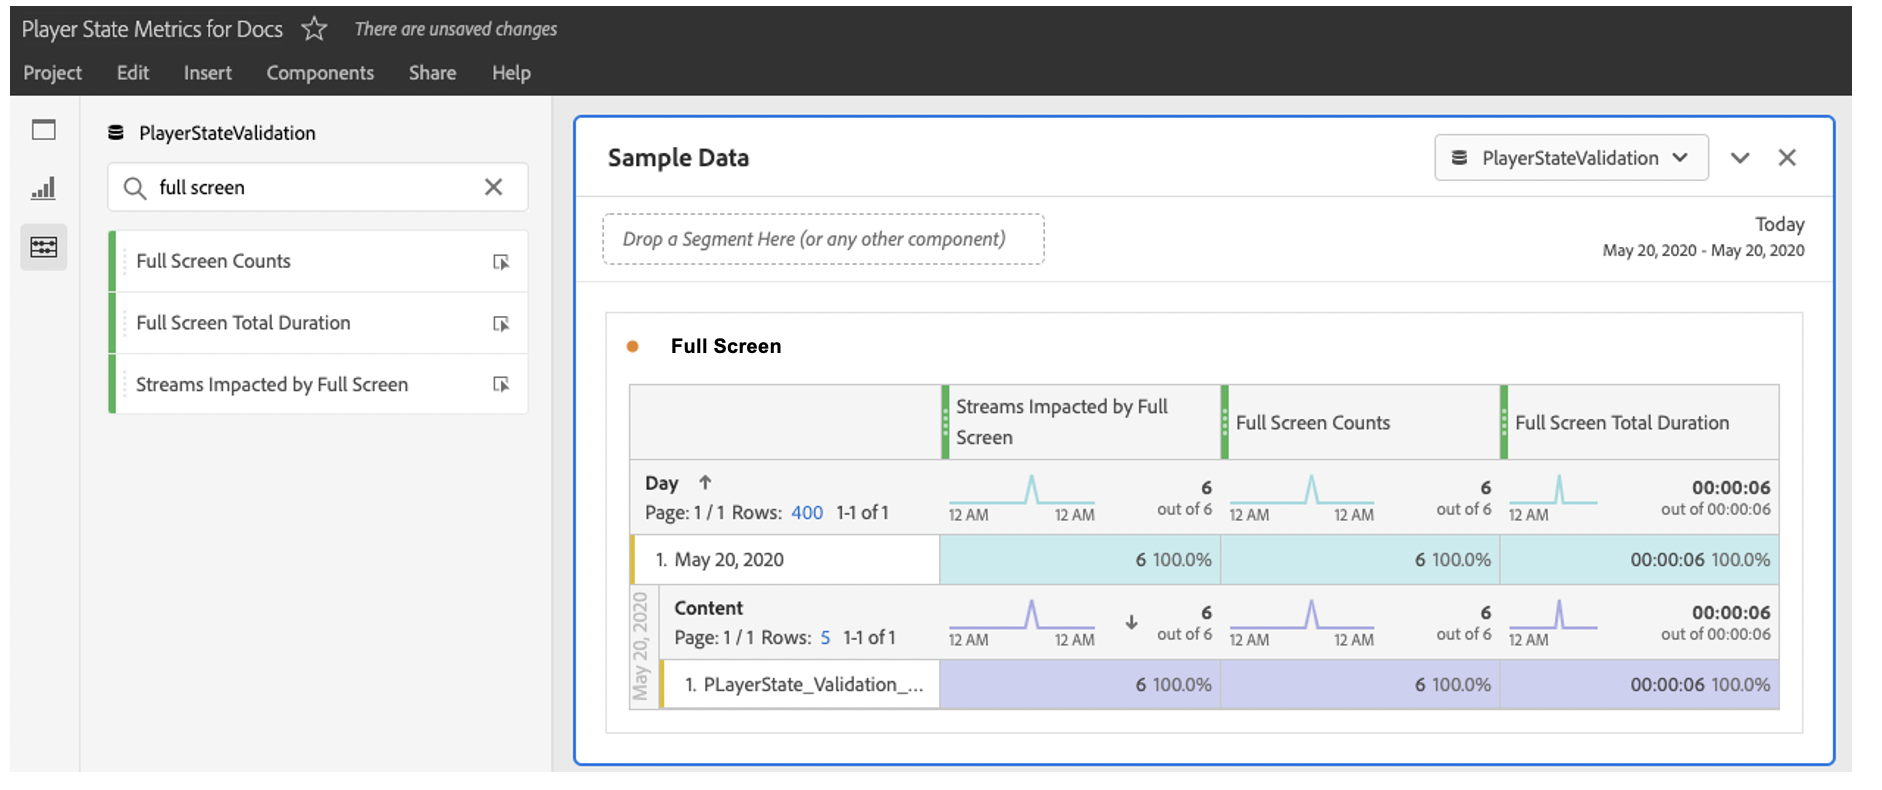 Player State Metrics for Docs There are unsaved changes
Project Edit Insert Components Share Help
PlayerStateValidation
full screen
Full Screen Counts
Full Screen Total Duration
Streams Impacted by Full Screen
Sample Data
PlayerStateValidation
Drop a Segment Here (or any other component)
Today
May 20, 2020 - May 20, 2020
Full Screen
Streams Impacted by Full
Screen
Full Screen Counts
Full Screen Total Duration
Day
Page: 1 / 1 Rows: 400 1-1 of 1
12 AM 12 AM
6
out of 6
12 AM 12 AM
6
out of 6
12 AM
00:00:06
out of 00:00:06
1. May 20, 2020 6 100.0% 6 100.0% 00:00:06 100.0%
May 20, 2020
Content
Page: 1 / 1 Rows: 5 1-1 of 1
12 AM 12 AM
6
out of 6
12 AM 12 AM
6
out of 6
12 AM
00:00:06
out of 00:00:06
1. PLayerState_Validation_... 6 100.0% 6 100.0% 00:00:06 100.0%